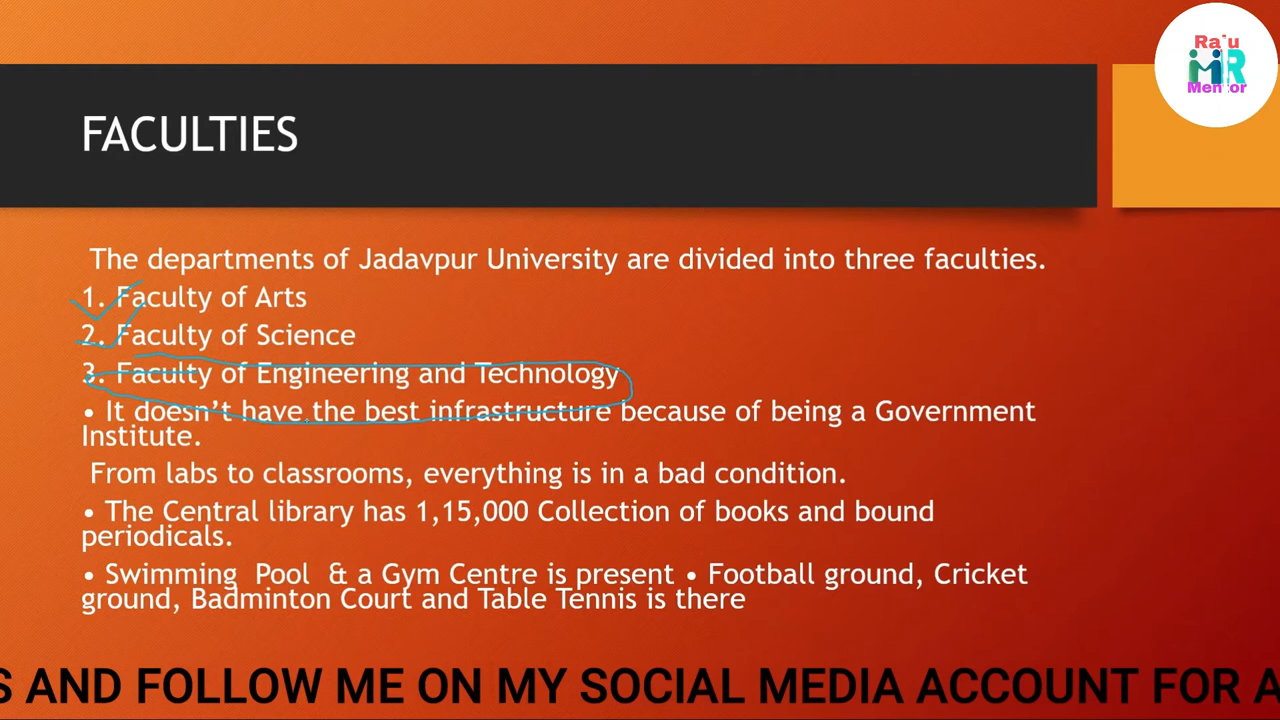 Raju
MR
Mentor
FACULTIES
The departments of Jadavpur University are divided into three faculties.
1. Faculty of Arts
2. Faculty of Science
3. Faculty of Engineering and Technology
• It doesn’t have the best infrastructure because of being a Government
Institute.
From labs to classrooms, everything is in a bad condition.
• The Central library has 1,15,000 Collection of books and bound
periodicals.
• Swimming Pool & a Gym Centre is present • Football ground, Cricket
ground, Badminton Court and Table Tennis is there
S AND FOLLOW ME ON MY SOCIAL MEDIA ACCOUNT FOR A